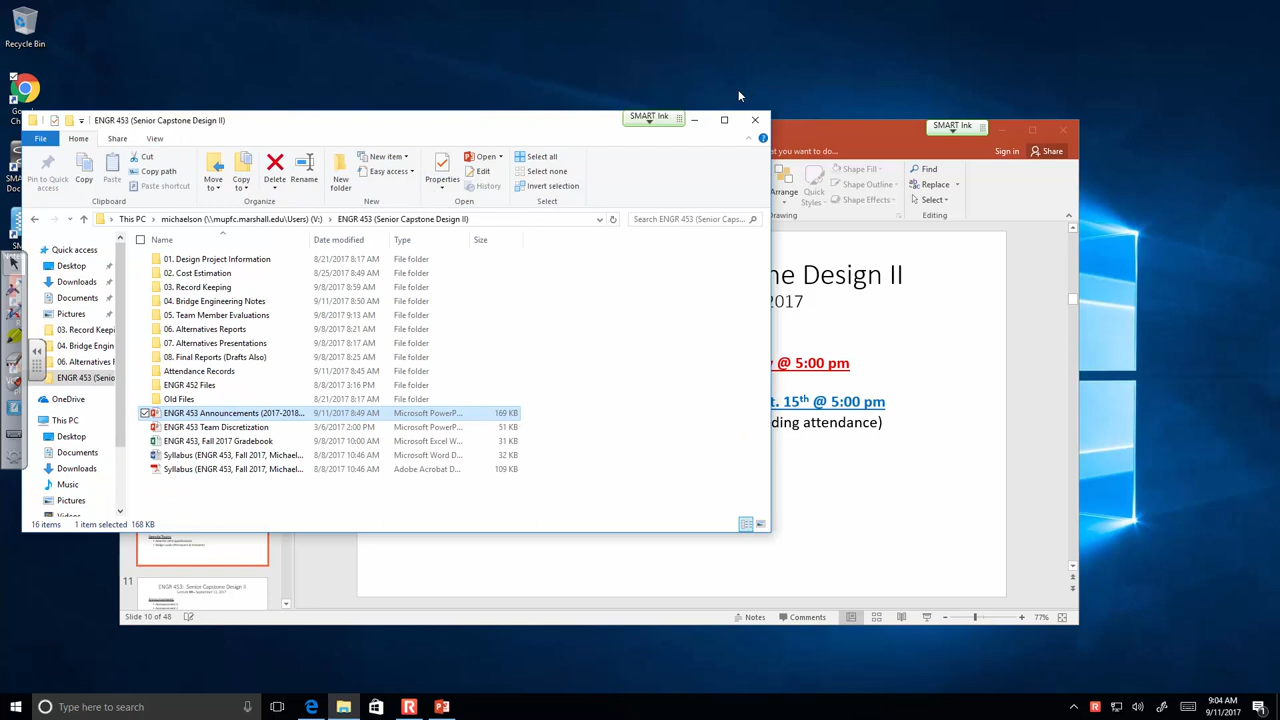 Recycle Bin
ENGR 453 (Senior Capstone Design II)
SMART Ink
File
Home
Share
View
Pin to Quick access
Copy
Paste
Cut
Copy path
Paste shortcut
Clipboard
Move to
Copy to
Delete
Rename
Organize
New folder
New item
Easy access
New
Properties
Open
Edit
History
Open
Select all
Select none
Invert selection
Select
This PC
michaelson (\\mupfc.marshall.edu\Users) (V:)
ENGR 453 (Senior Capstone Design II)
Search ENGR 453 (Senior Caps...
Name
Date modified
Type
Size
Quick access
Desktop
Downloads
Documents
Pictures
03. Record Keepi
04. Bridge Engin
06. Alternatives F
ENGR 453 (Senio
OneDrive
This PC
Desktop
Documents
Downloads
Music
Pictures
01. Design Project Information 8/21/2017 8:17 AM File folder
02. Cost Estimation 8/25/2017 8:49 AM File folder
03. Record Keeping 9/8/2017 8:59 AM File folder
04. Bridge Engineering Notes 9/11/2017 8:50 AM File folder
05. Team Member Evaluations 9/8/2017 9:13 AM File folder
06. Alternatives Reports 9/8/2017 8:21 AM File folder
07. Alternatives Presentations 9/8/2017 8:17 AM File folder
08. Final Reports (Drafts Also) 9/8/2017 8:25 AM File folder
Attendance Records 9/11/2017 8:45 AM File folder
ENGR 452 Files 8/8/2017 3:16 PM File folder
Old Files 8/21/2017 8:17 AM File folder
ENGR 453 Announcements (2017-2018... 9/11/2017 8:49 AM Microsoft PowerP... 169 KB
ENGR 453 Team Discretization 3/6/2017 2:00 PM Microsoft PowerP... 51 KB
ENGR 453, Fall 2017 Gradebook 9/8/2017 10:00 AM Microsoft Excel W... 31 KB
Syllabus (ENGR 453, Fall 2017, Michael... 8/8/2017 10:46 AM Microsoft Word D... 32 KB
Syllabus (ENGR 453, Fall 2017, Michael... 8/8/2017 10:46 AM Adobe Acrobat D... 109 KB
16 items 1 item selected 168 KB
SMART Ink
at you want to do...
Sign in
Share
Arrange
Quick Styles
Shape Fill
Shape Outline
Shape Effects
Drawing
Find
Replace
Select
Editing
ne Design II
2017
@ 5:00 pm
t. 15th @ 5:00 pm
ding attendance)
11
ENGR 453: Senior Capstone Design II
Slide 10 of 48
Notes
Comments
77%
Type here to search
9:04 AM
9/11/2017